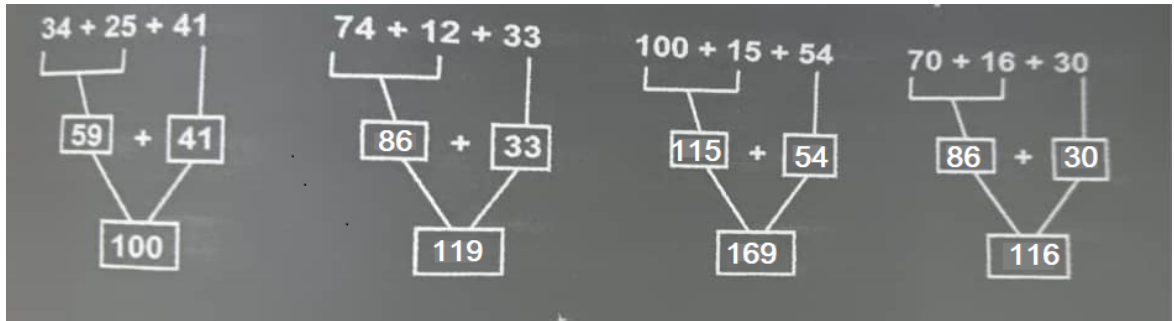 34 + 25 + 41
59 + 41
100
74 + 12 + 33
86 + 33
119
100 + 15 + 54
115 + 54
169
70 + 16 + 30
86 + 30
116